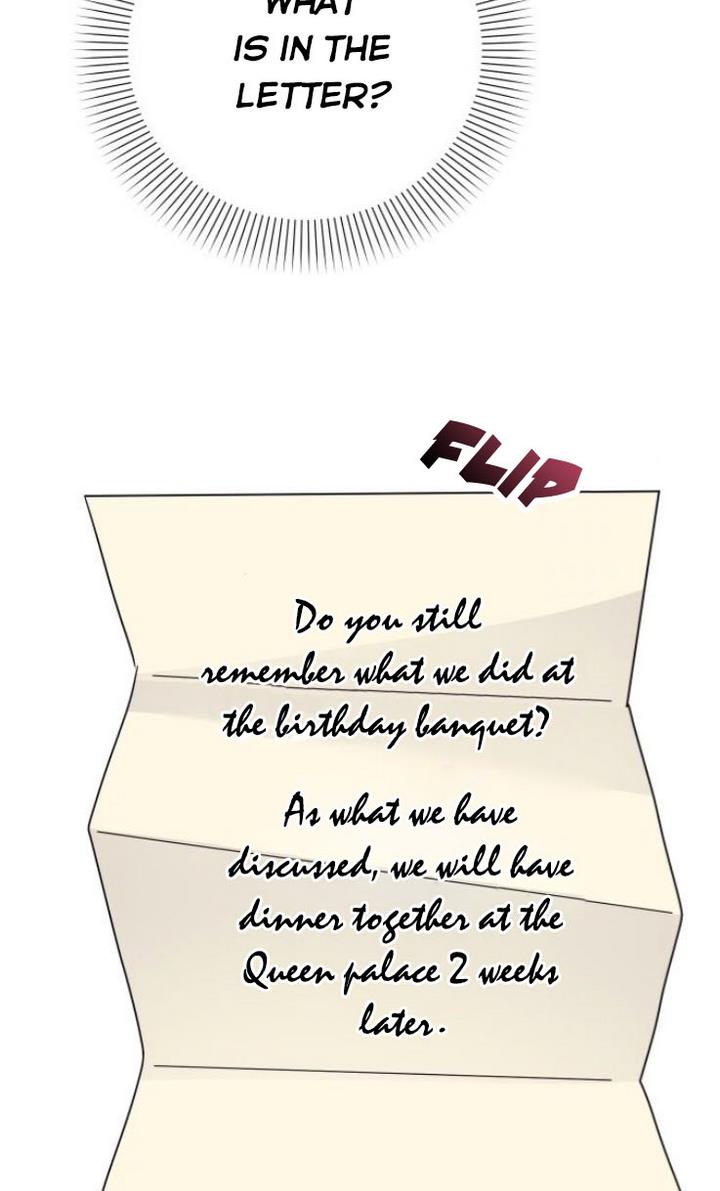 WHAT
IS IN THE
LETTER?
FLIP
Do you still
remember what we did at
the birthday banquet?
As what we have
discussed, we will have
dinner together at the
Queen palace 2 weeks
later.